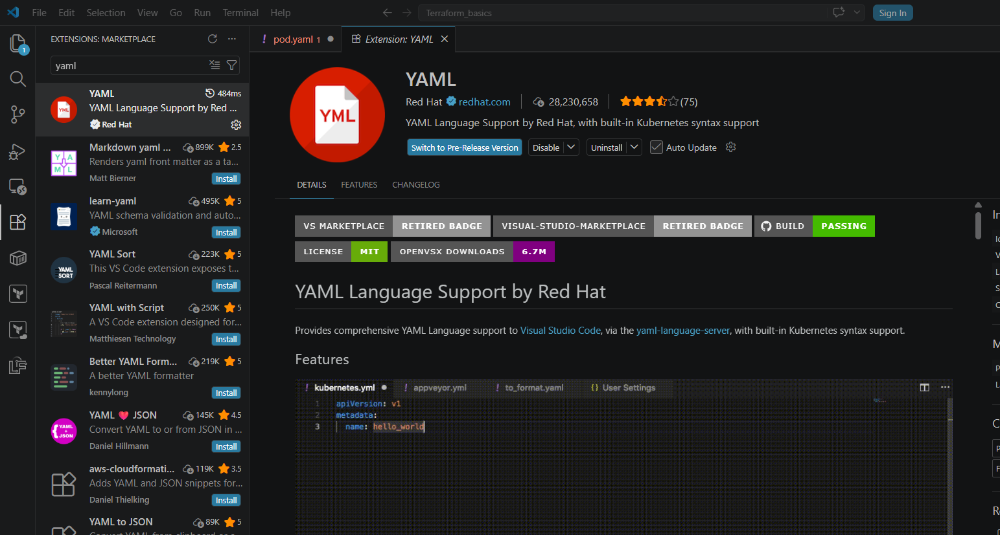 File Edit Selection View Go Run Terminal Help
Terraform_basics
Sign In
1
EXTENSIONS: MARKETPLACE
yaml
YAML 484ms
YAML Language Support by Red ...
Red Hat
Markdown yaml ... 899K 2.5
Renders yaml front matter as a ta...
Matt Bierner Install
learn-yaml 495K 5
YAML schema validation and auto...
Microsoft Install
YAML Sort 223K 5
This VS Code extension exposes t...
Pascal Reitermann Install
YAML with Script 250K 5
A VS Code extension designed for...
Matthiesen Technology Install
Better YAML Form... 219K 5
A better YAML formatter
kennylong Install
YAML ❤️ JSON 145K 4.5
Convert YAML to or from JSON in ...
Daniel Hillmann Install
aws-cloudformati... 119K 3.5
Adds YAML and JSON snippets for...
Daniel Thielking Install
YAML to JSON 89K 5
! pod.yaml 1
Extension: YAML
YML
YAML
Red Hat redhat.com 28,230,658 (75)
YAML Language Support by Red Hat, with built-in Kubernetes syntax support
Switch to Pre-Release Version Disable Uninstall Auto Update
DETAILS FEATURES CHANGELOG
VS MARKETPLACE RETIRED BADGE VISUAL-STUDIO-MARKETPLACE RETIRED BADGE BUILD PASSING
LICENSE MIT OPENVSX DOWNLOADS 6.7M
YAML Language Support by Red Hat
Provides comprehensive YAML Language support to Visual Studio Code, via the yaml-language-server, with built-in Kubernetes syntax support.
Features
! kubernetes.yml ! appveyor.yml ! to_format.yaml {} User Settings
1 apiVersion: v1
2 metadata:
3 name: hello_world